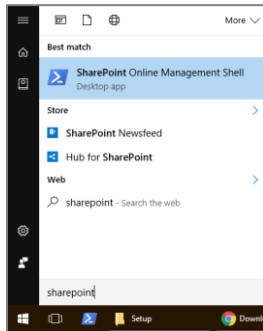 More
Best match
SharePoint Online Management Shell
Desktop app
Store
SharePoint Newsfeed
Hub for SharePoint
Web
sharepoint - Search the web
sharepoint
Setup
Downl